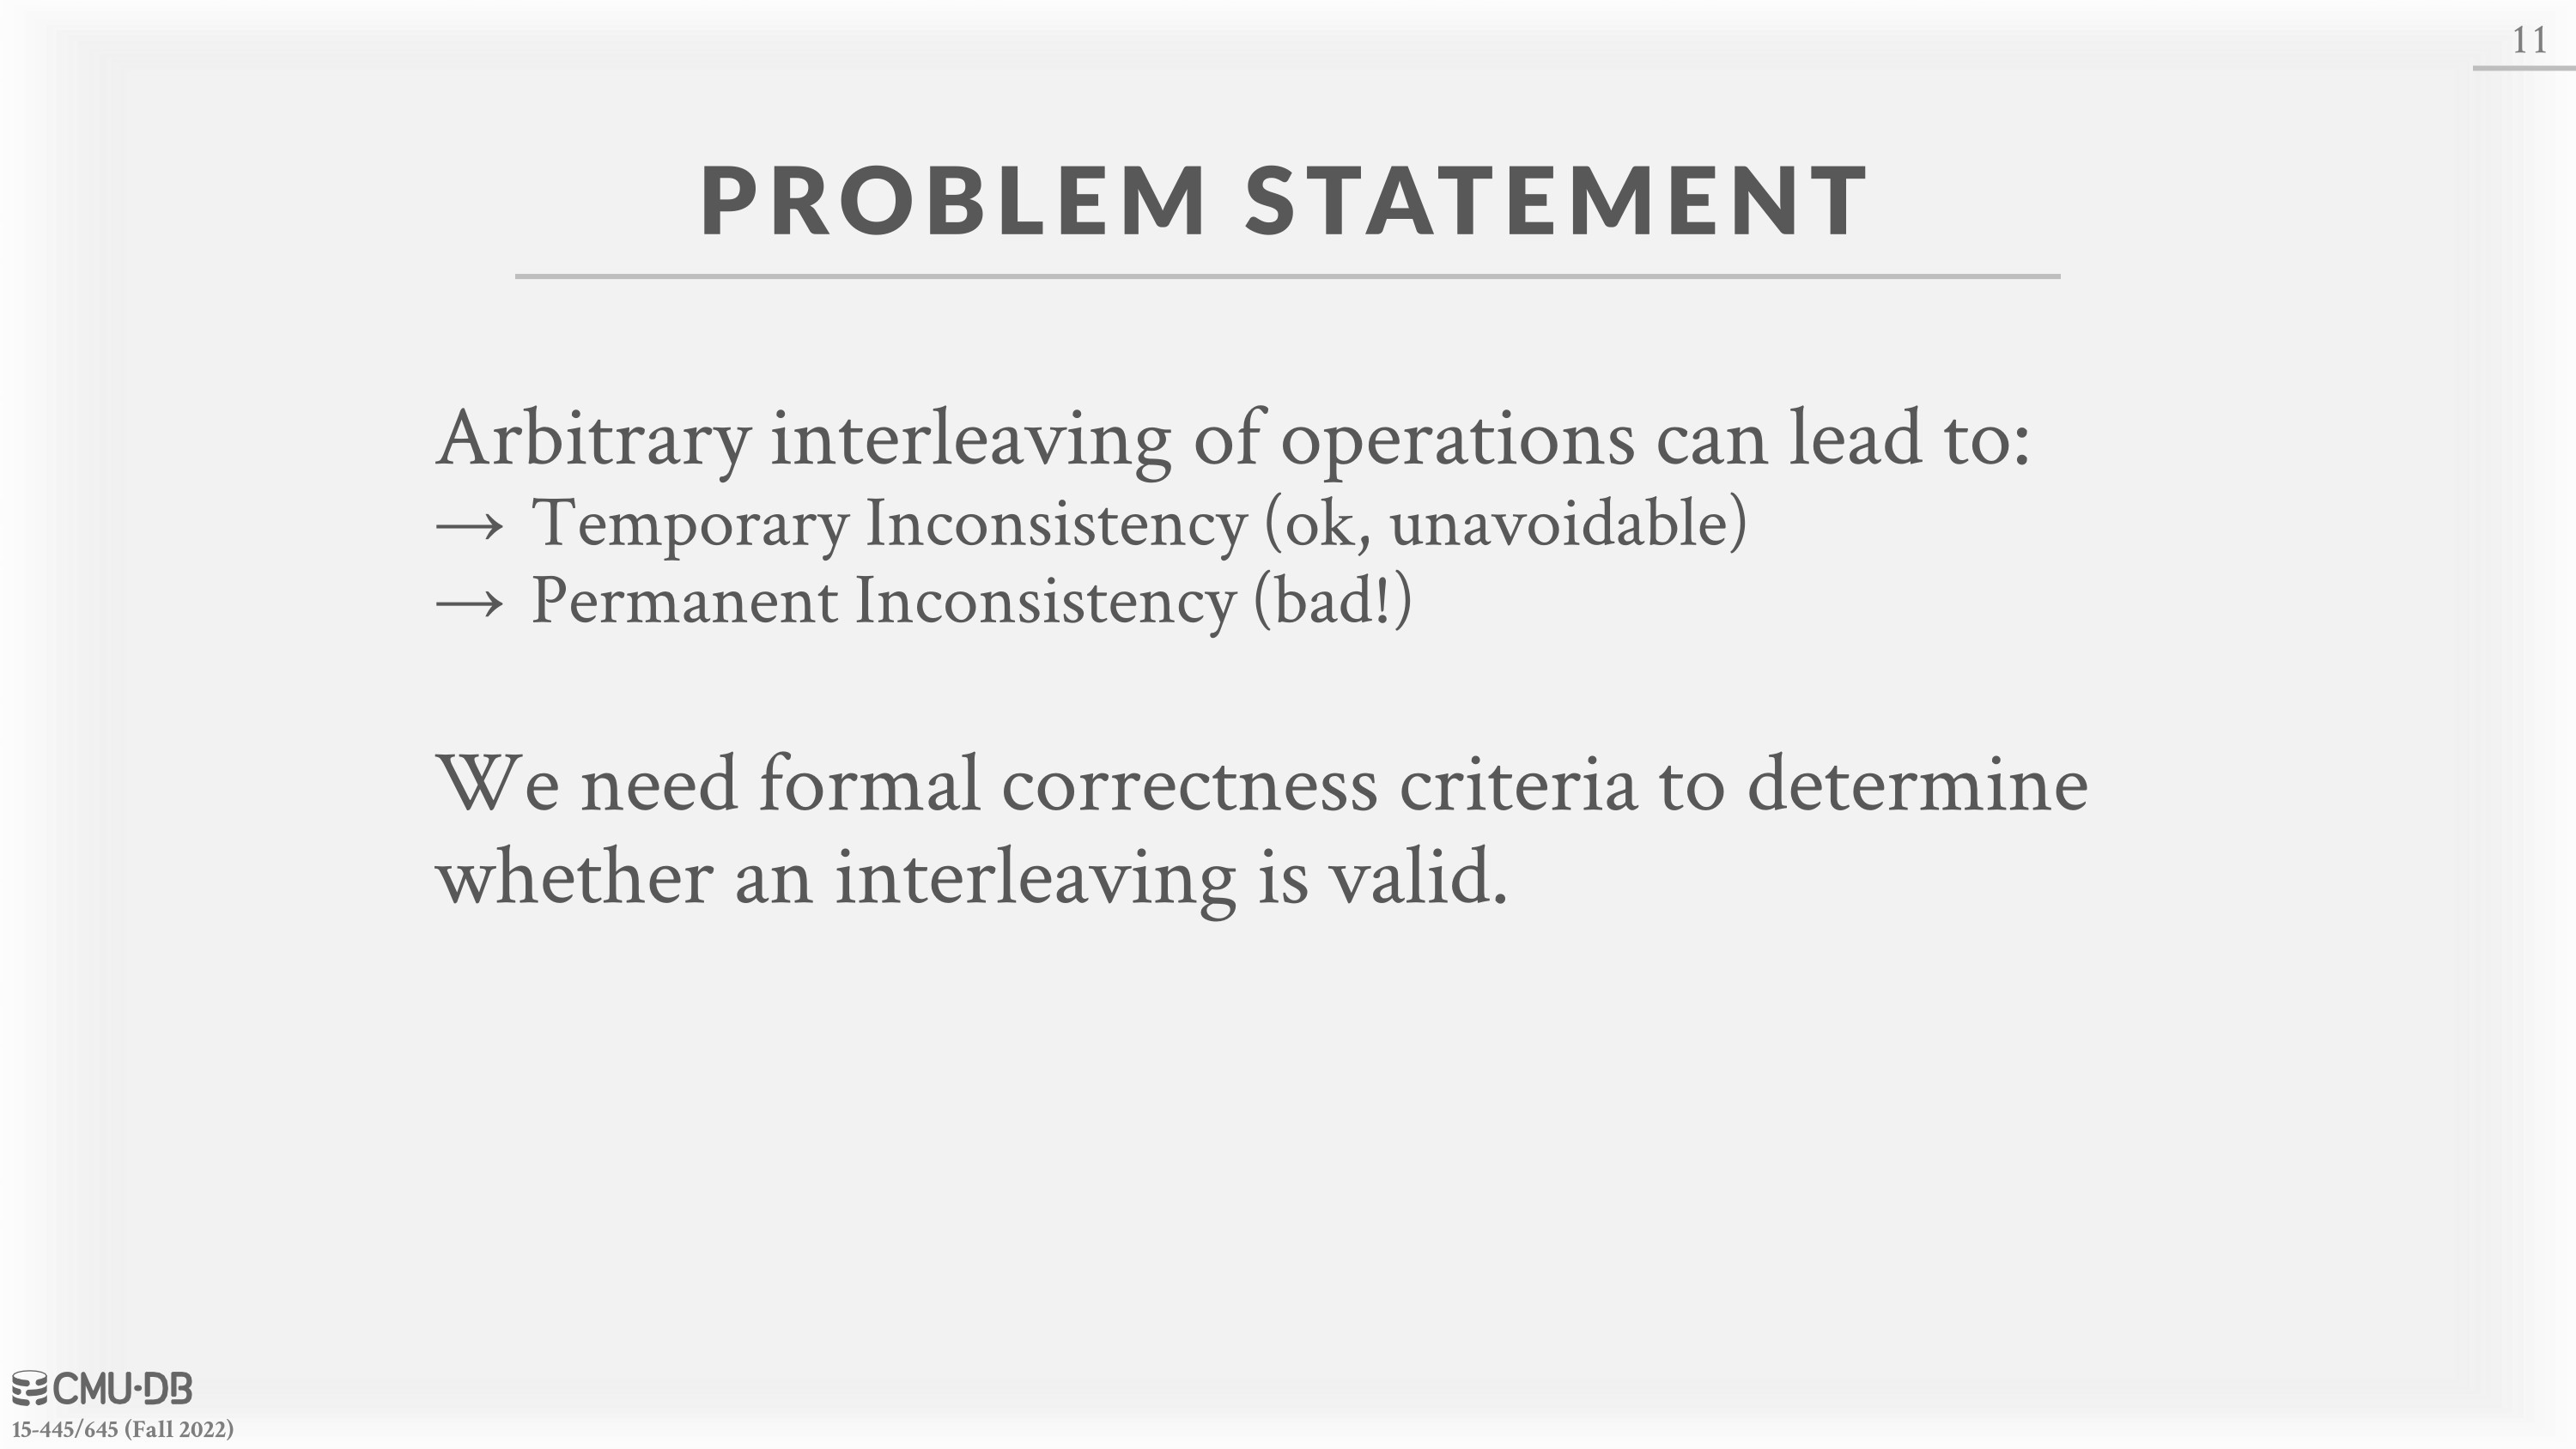 11
PROBLEM STATEMENT
Arbitrary interleaving of operations can lead to:
→ Temporary Inconsistency (ok, unavoidable)
→ Permanent Inconsistency (bad!)
We need formal correctness criteria to determine
whether an interleaving is valid.
CMU·DB
15-445/645 (Fall 2022)